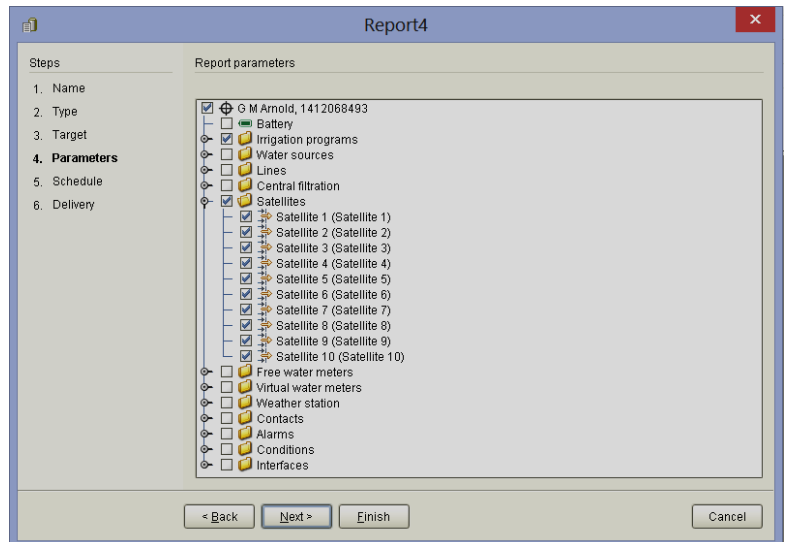 Report4
Steps
1. Name
2. Type
3. Target
4. Parameters
5. Schedule
6. Delivery
Report parameters
G M Arnold, 1412068493
Battery
Irrigation programs
Water sources
Lines
Central filtration
Satellites
Satellite 1 (Satellite 1)
Satellite 2 (Satellite 2)
Satellite 3 (Satellite 3)
Satellite 4 (Satellite 4)
Satellite 5 (Satellite 5)
Satellite 6 (Satellite 6)
Satellite 7 (Satellite 7)
Satellite 8 (Satellite 8)
Satellite 9 (Satellite 9)
Satellite 10 (Satellite 10)
Free water meters
Virtual water meters
Weather station
Contacts
Alarms
Conditions
Interfaces
< Back Next > Finish Cancel